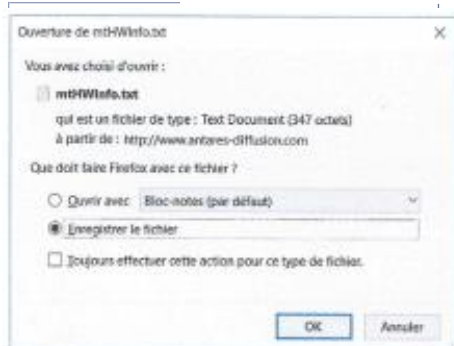 Ouverture de mtHWInfo.txt
Vous avez choisi d'ouvrir :
mtHWInfo.txt
qui est un fichier de type : Text Document (347 octets)
à partir de : http://www.antares-diffusion.com
Que doit faire Firefox avec ce fichier ?
Ouvrir avec Bloc-notes (par défaut)
Enregistrer le fichier
Toujours effectuer cette action pour ce type de fichier.
OK Annuler